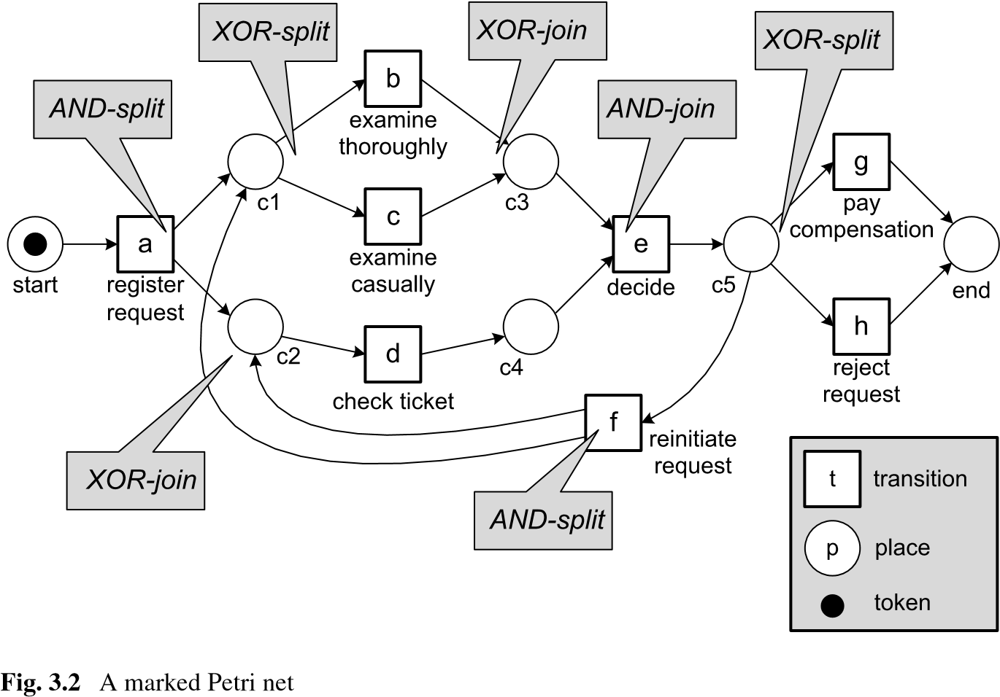 XOR-split
XOR-join
XOR-split
AND-split
AND-join
b
examine
thoroughly
g
pay
compensation
c1
c3
c
examine
casually
start
a
register
request
e
decide
c5
end
c2
d
check ticket
c4
h
reject
request
f
reinitiate
request
XOR-join
AND-split
t
transition
p
place
token
Fig. 3.2 A marked Petri net